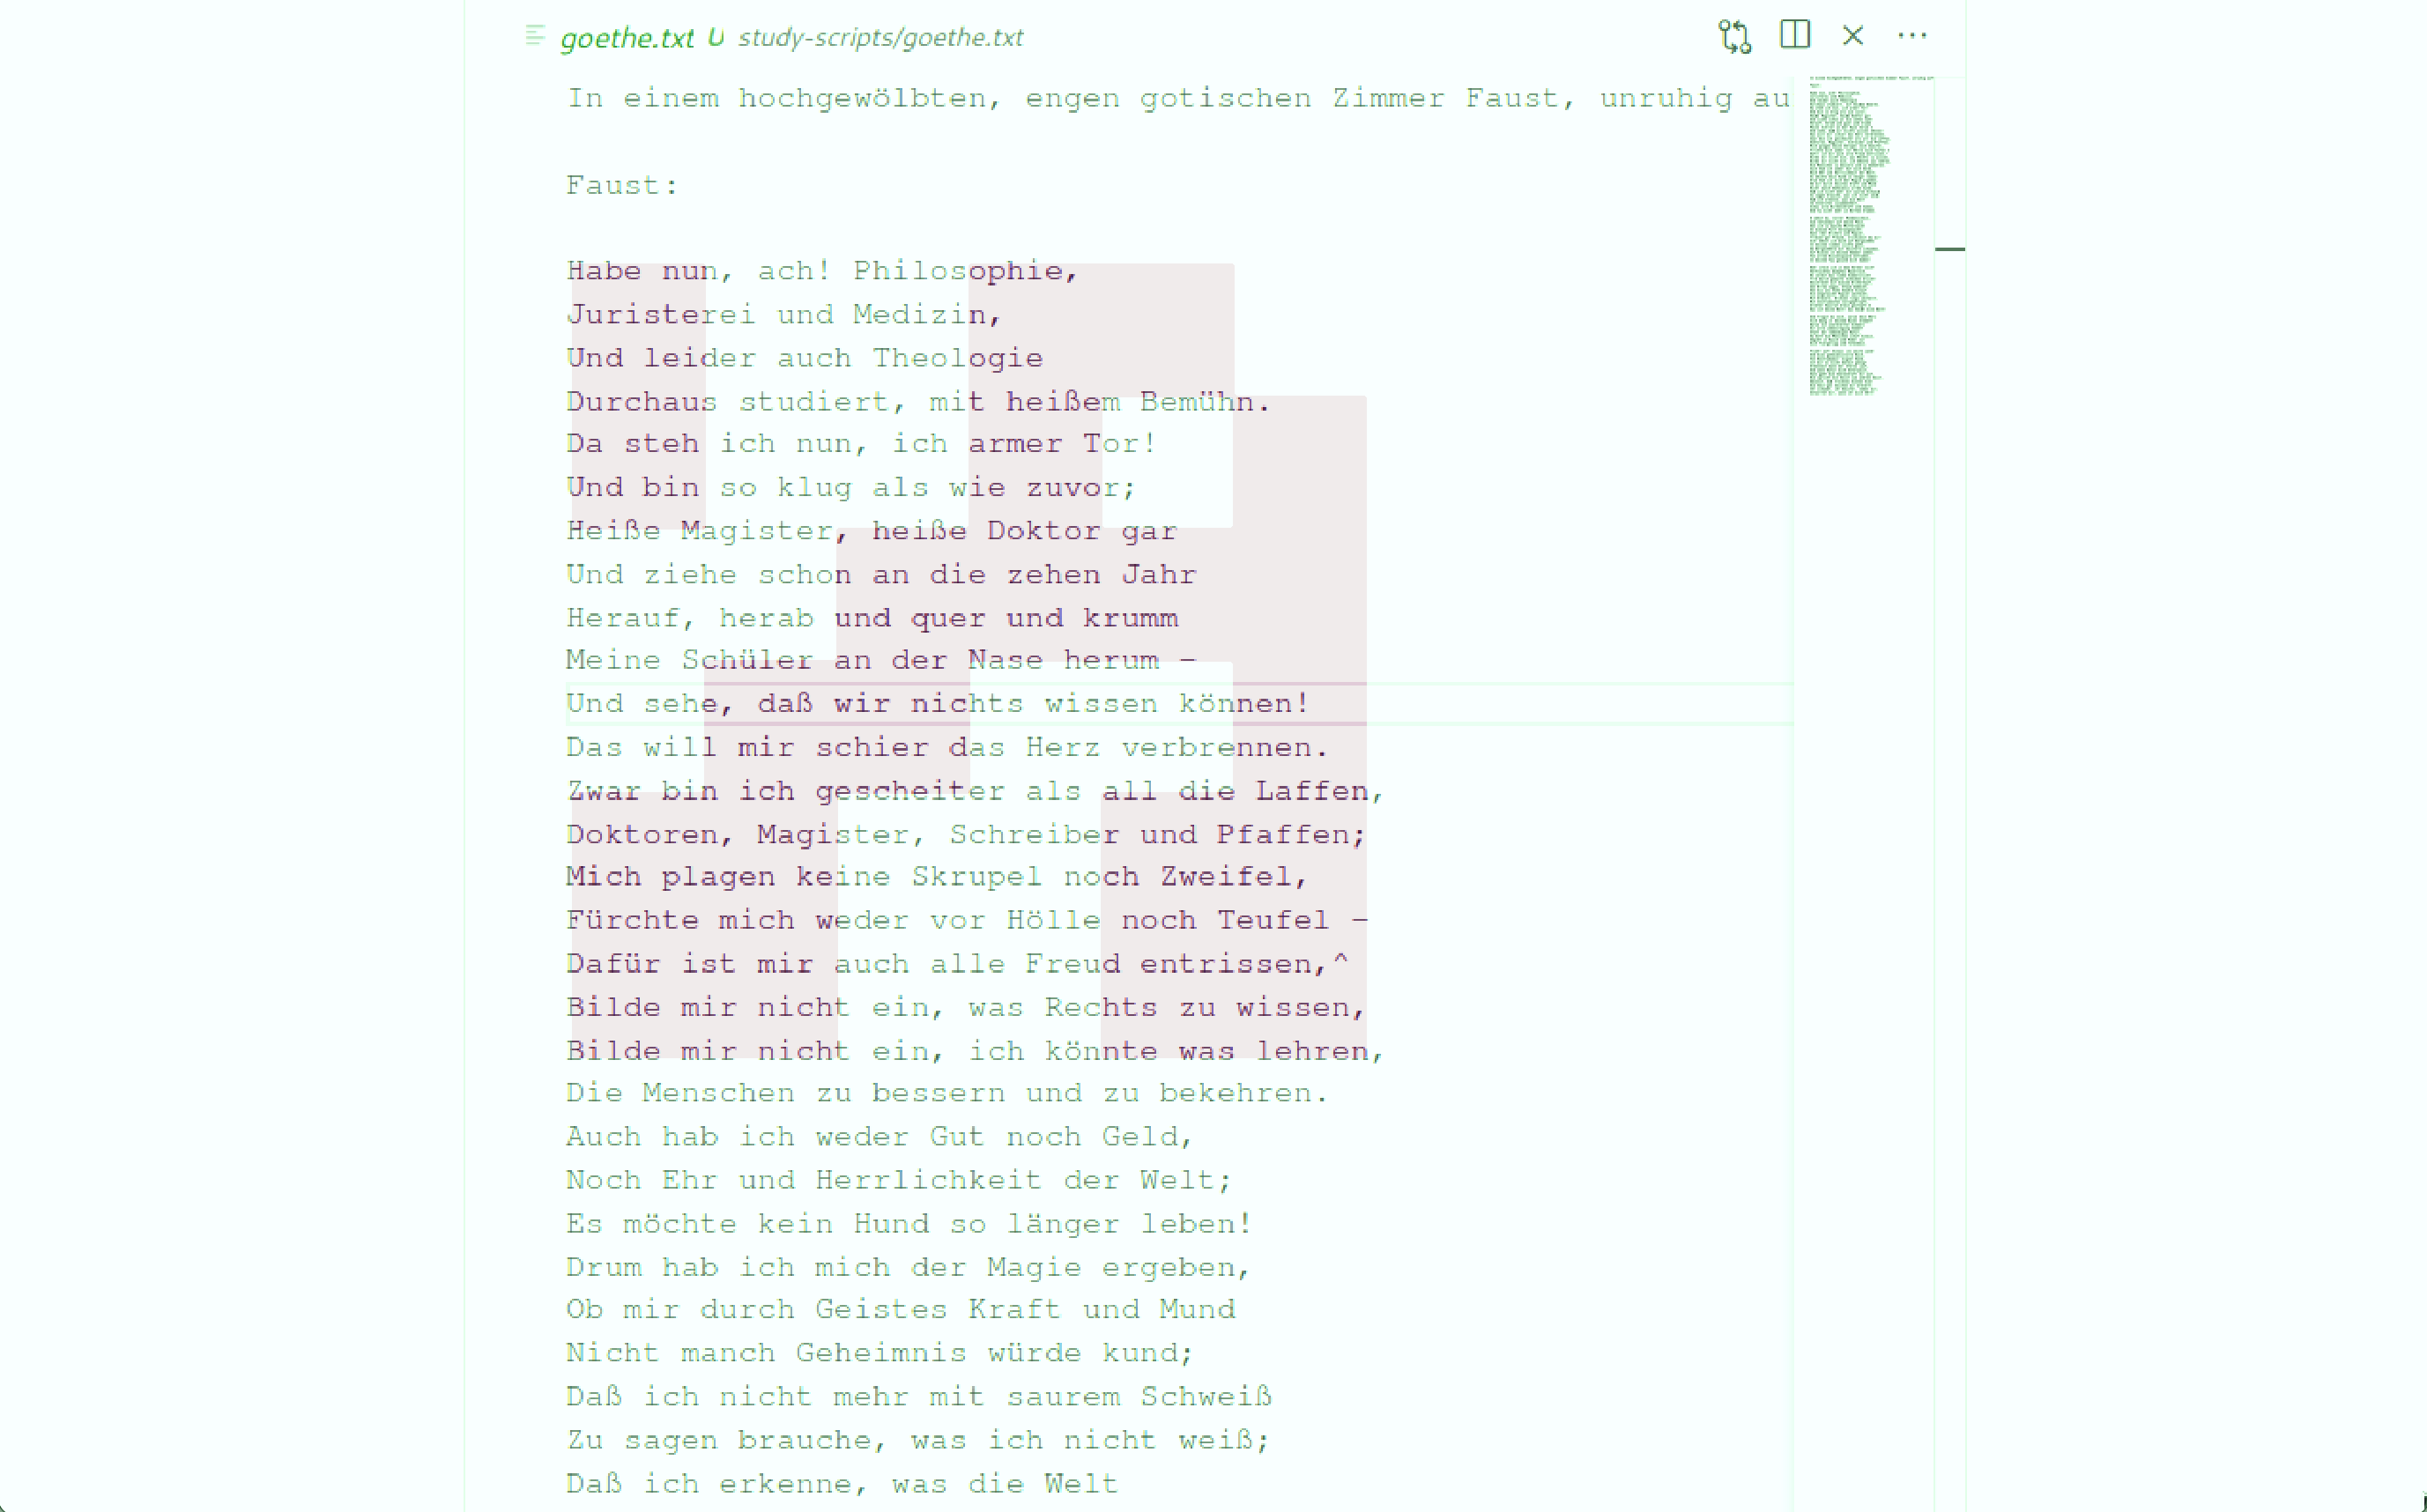 goethe.txt U study-scripts/goethe.txt
In einem hochgewölbten, engen gotischen Zimmer Faust, unruhig au
Faust:
Habe nun, ach! Philosophie,
Juristerei und Medizin,
Und leider auch Theologie
Durchaus studiert, mit heißem Bemühn.
Da steh ich nun, ich armer Tor!
Und bin so klug als wie zuvor;
Heiße Magister, heiße Doktor gar
Und ziehe schon an die zehen Jahr
Herauf, herab und quer und krumm
Meine Schüler an der Nase herum –
Und sehe, daß wir nichts wissen können!
Das will mir schier das Herz verbrennen.
Zwar bin ich gescheiter als all die Laffen,
Doktoren, Magister, Schreiber und Pfaffen;
Mich plagen keine Skrupel noch Zweifel,
Fürchte mich weder vor Hölle noch Teufel –
Dafür ist mir auch alle Freud entrissen,^
Bilde mir nicht ein, was Rechts zu wissen,
Bilde mir nicht ein, ich könnte was lehren,
Die Menschen zu bessern und zu bekehren.
Auch hab ich weder Gut noch Geld,
Noch Ehr und Herrlichkeit der Welt;
Es möchte kein Hund so länger leben!
Drum hab ich mich der Magie ergeben,
Ob mir durch Geistes Kraft und Mund
Nicht manch Geheimnis würde kund;
Daß ich nicht mehr mit saurem Schweiß
Zu sagen brauche, was ich nicht weiß;
Daß ich erkenne, was die Welt